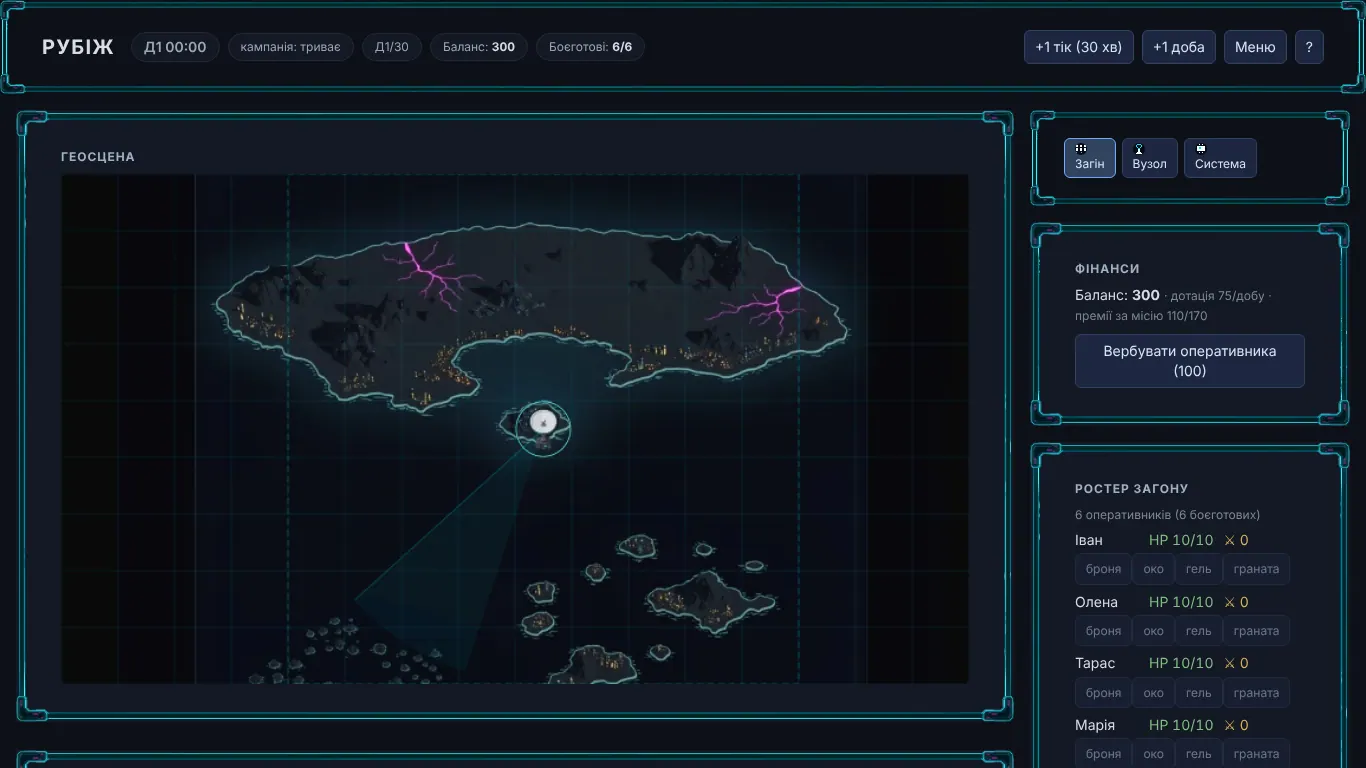 РУБІЖ Д1 00:00 кампанія: триває Д1/30 Баланс: 300 Боєготові: 6/6 +1 тік (30 хв) +1 доба Меню ?
ГЕОСЦЕНА
Загін Вузол Система
ФІНАНСИ
Баланс: 300 · дотація 75/добу ·
премії за місію 110/170
Вербувати оперативника
(100)
РОСТЕР ЗАГОНУ
6 оперативників (6 боєготових)
Іван HP 10/10 ⚔ 0
броня око гель граната
Олена HP 10/10 ⚔ 0
броня око гель граната
Тарас HP 10/10 ⚔ 0
броня око гель граната
Марія HP 10/10 ⚔ 0
броня око гель граната